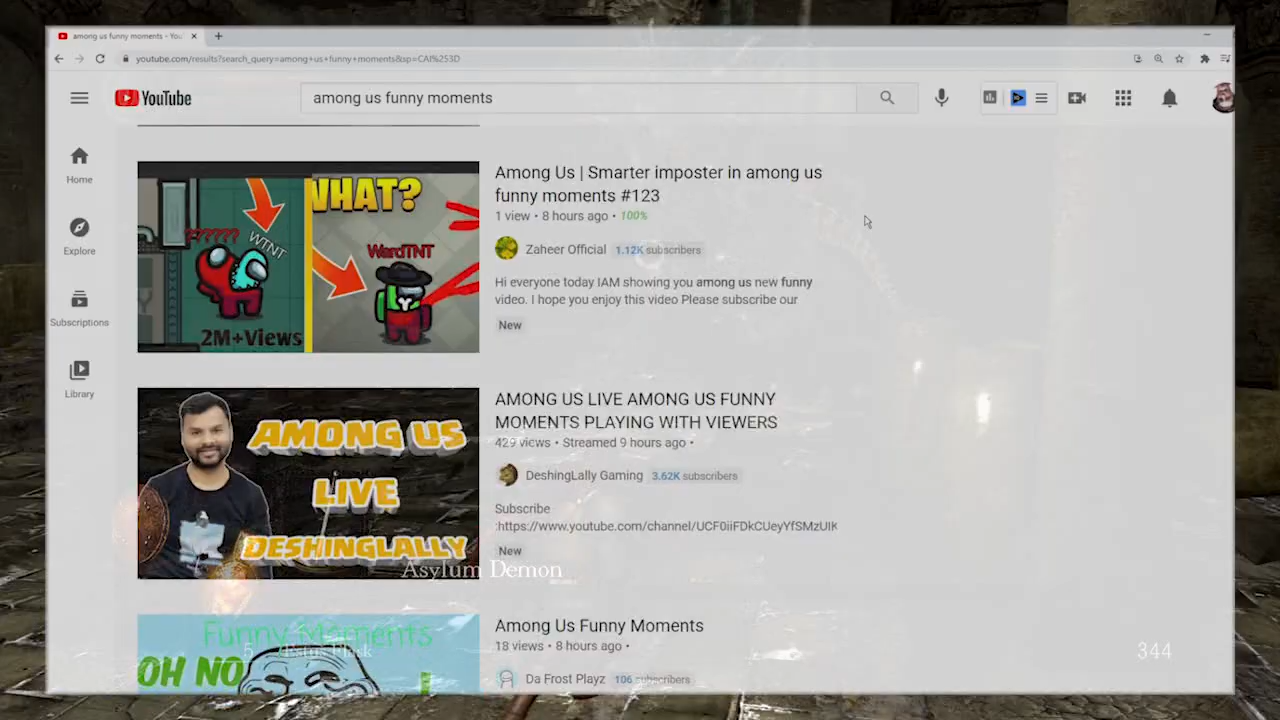 among us funny moments - You
youtube.com/results?search_query=among+us+funny+moments&sp=CAI%253D
YouTube
among us funny moments
Home
Explore
Subscriptions
Library
??????
WTNT
2M+Views
WHAT?
WardTNT
Among Us | Smarter imposter in among us
funny moments #123
1 view • 8 hours ago • 100%
Zaheer Official 1.12K subscribers
Hi everyone today IAM showing you among us new funny
video. I hope you enjoy this video Please subscribe our
New
AMONG US
LIVE
DESHINGLALLY
AMONG US LIVE AMONG US FUNNY
MOMENTS PLAYING WITH VIEWERS
429 views • Streamed 9 hours ago •
DeshingLally Gaming 3.62K subscribers
Subscribe
:https://www.youtube.com/channel/UCF0iiFDkCUeyYfSMzUIK
New
Asylum Demon
Funny Moments
OH NO
Among Us Funny Moments
18 views • 8 hours ago •
Da Frost Playz 106 subscribers
5 Estus Flask
344